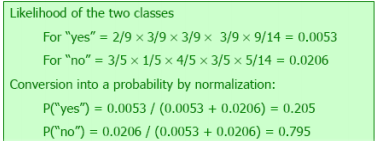 Likelihood of the two classes
For "yes" = 2/9 × 3/9 × 3/9 × 3/9 × 9/14 = 0.0053
For "no" = 3/5 × 1/5 × 4/5 × 3/5 × 5/14 = 0.0206
Conversion into a probability by normalization:
P("yes") = 0.0053 / (0.0053 + 0.0206) = 0.205
P("no") = 0.0206 / (0.0053 + 0.0206) = 0.795